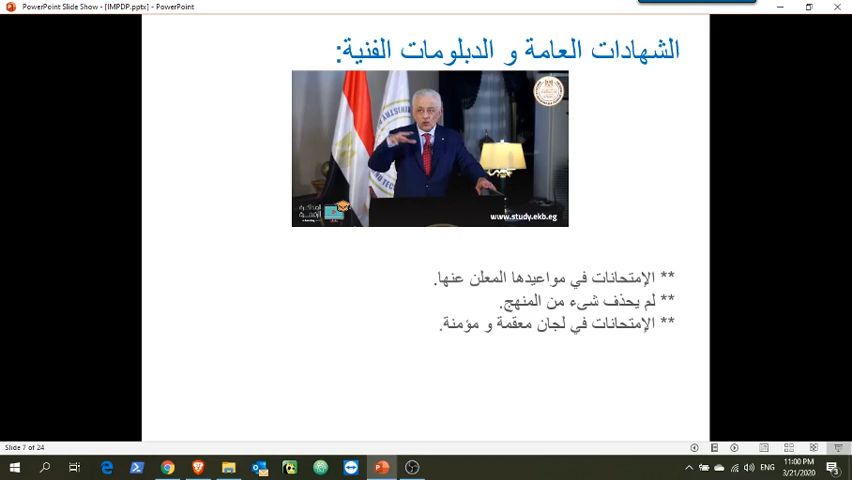 PowerPoint Slide Show - [IMPDP.pptx] - PowerPoint
الشهادات العامة و الدبلومات الفنية:
www.study.ekb.eg
** الإمتحانات في مواعيدها المعلن عنها.
** لم يحذف شىء من المنهج.
** الإمتحانات في لجان معقمة و مؤمنة.
Slide 7 of 24
ENG
11:00 PM
3/21/2020
3